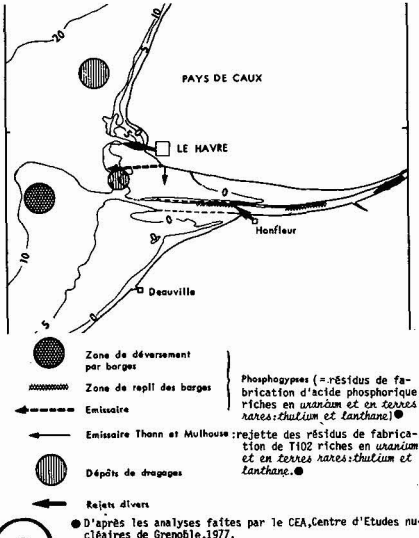 10
20
5
PAYS DE CAUX
5
LE HAVRE
0
0
10
Honfleur
0
Deauville
5
0
Zone de déversement
par barges
Zone de repli des barges
Emissaire
Phosphogypses (=.résidus de fa-
brication d'acide phosphorique
riches en uranium et en terres
rares:thulium et lanthane)●
Emissaire Thann et Mulhouse:rejette des résidus de fabrica-
tion de TiO2 riches en uranium
et en terres rares:thulium et
lanthane.●
Dépôts de dragages
Rejets divers
●D'après les analyses faites par le CEA,Centre d'Etudes nu-
cléaires de Grenoble.1977.